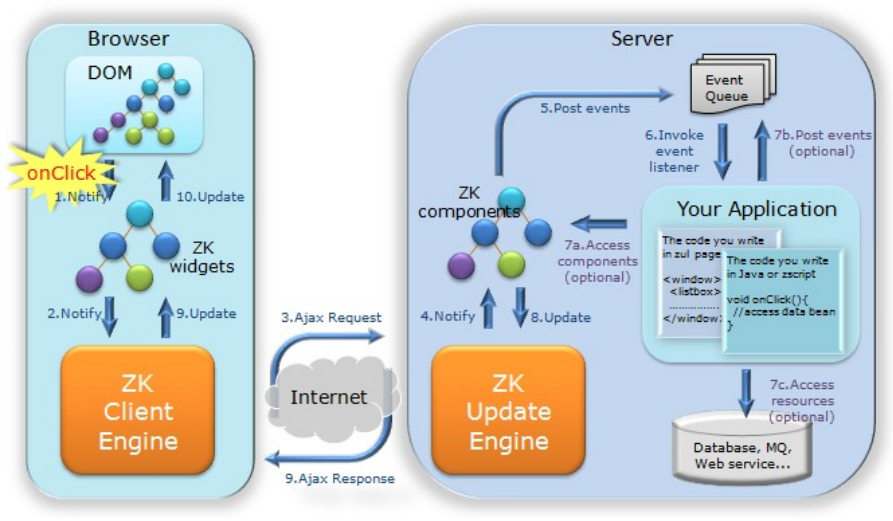 Browser
DOM
onClick
1.Notify
10.Update
ZK
widgets
2.Notify
9.Update
ZK
Client
Engine
3.Ajax Request
Internet
9.Ajax Response
Server
Event
Queue
5.Post events
6.Invoke
event
listener
7b.Post events
(optional)
ZK
components
7a.Access
components
(optional)
4.Notify
8.Update
ZK
Update
Engine
Your Application
The code you write
in zul page
<window>
<listbox>
................
</window>
The code you write
in Java or zscript
void onClick(){
//access data bean
}
7c.Access
resources
(optional)
Database, MQ,
Web service...